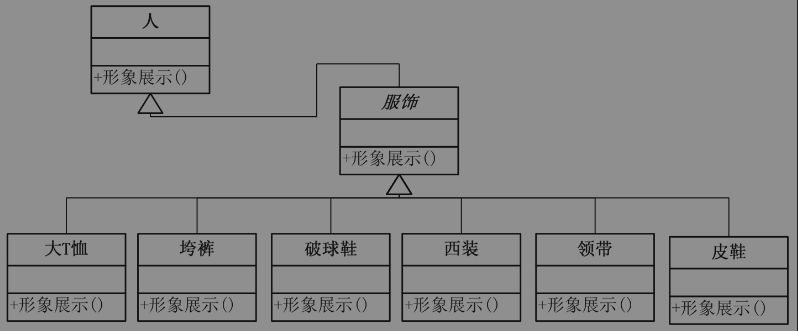 人
+形象展示()
服饰
+形象展示()
大T恤
+形象展示()
垮裤
+形象展示()
破球鞋
+形象展示()
西装
+形象展示()
领带
+形象展示()
皮鞋
+形象展示()